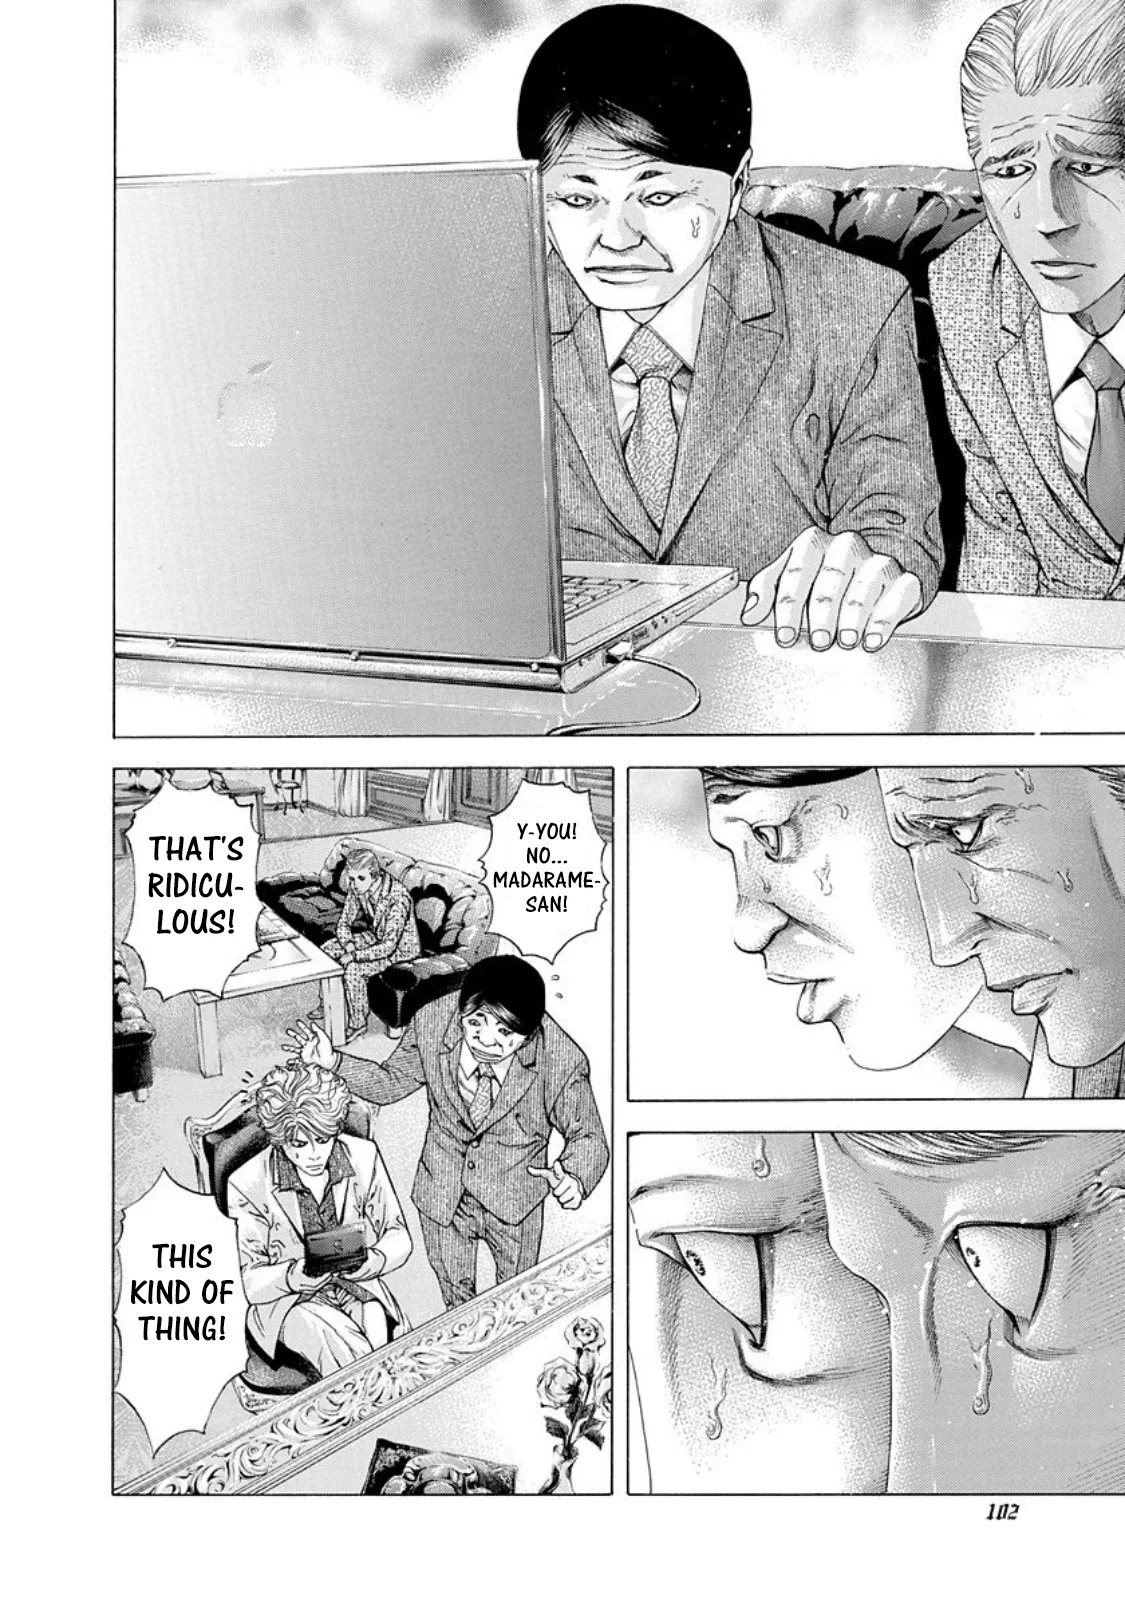 Y-YOU!
NO...
MADARAME-
SAN!
THAT'S
RIDICU-
LOUS!
THIS
KIND OF
THING!
102